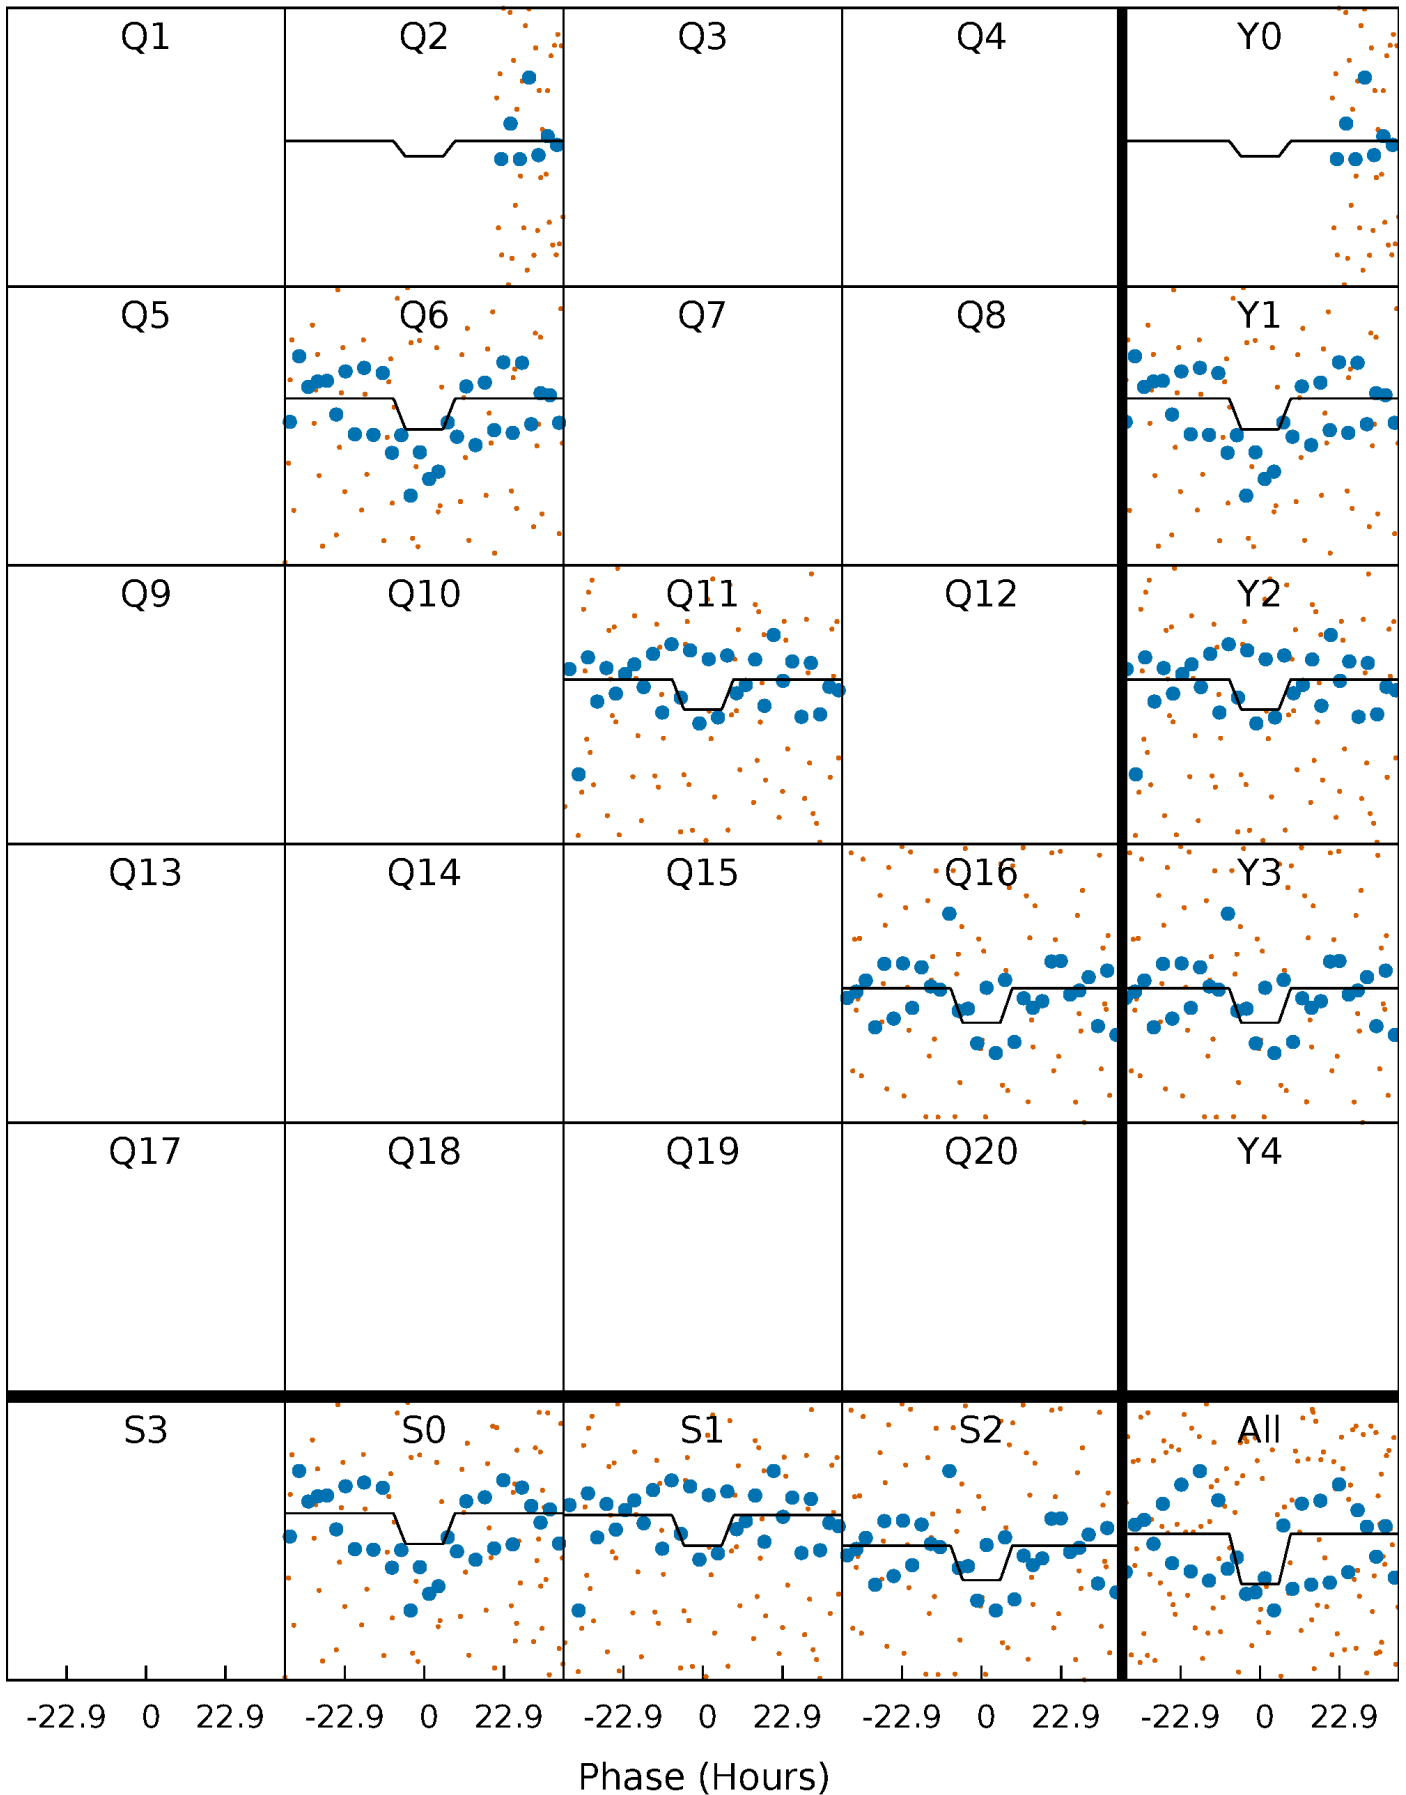 Q1 Q2 Q3 Q4 Y0
Q5 Q6 Q7 Q8 Y1
Q9 Q10 Q11 Q12 Y2
Q13 Q14 Q15 Q16 Y3
Q17 Q18 Q19 Q20 Y4
S3 S0 S1 S2 All
-22.9 0 22.9 -22.9 0 22.9 -22.9 0 22.9 -22.9 0 22.9 -22.9 0 22.9
Phase (Hours)